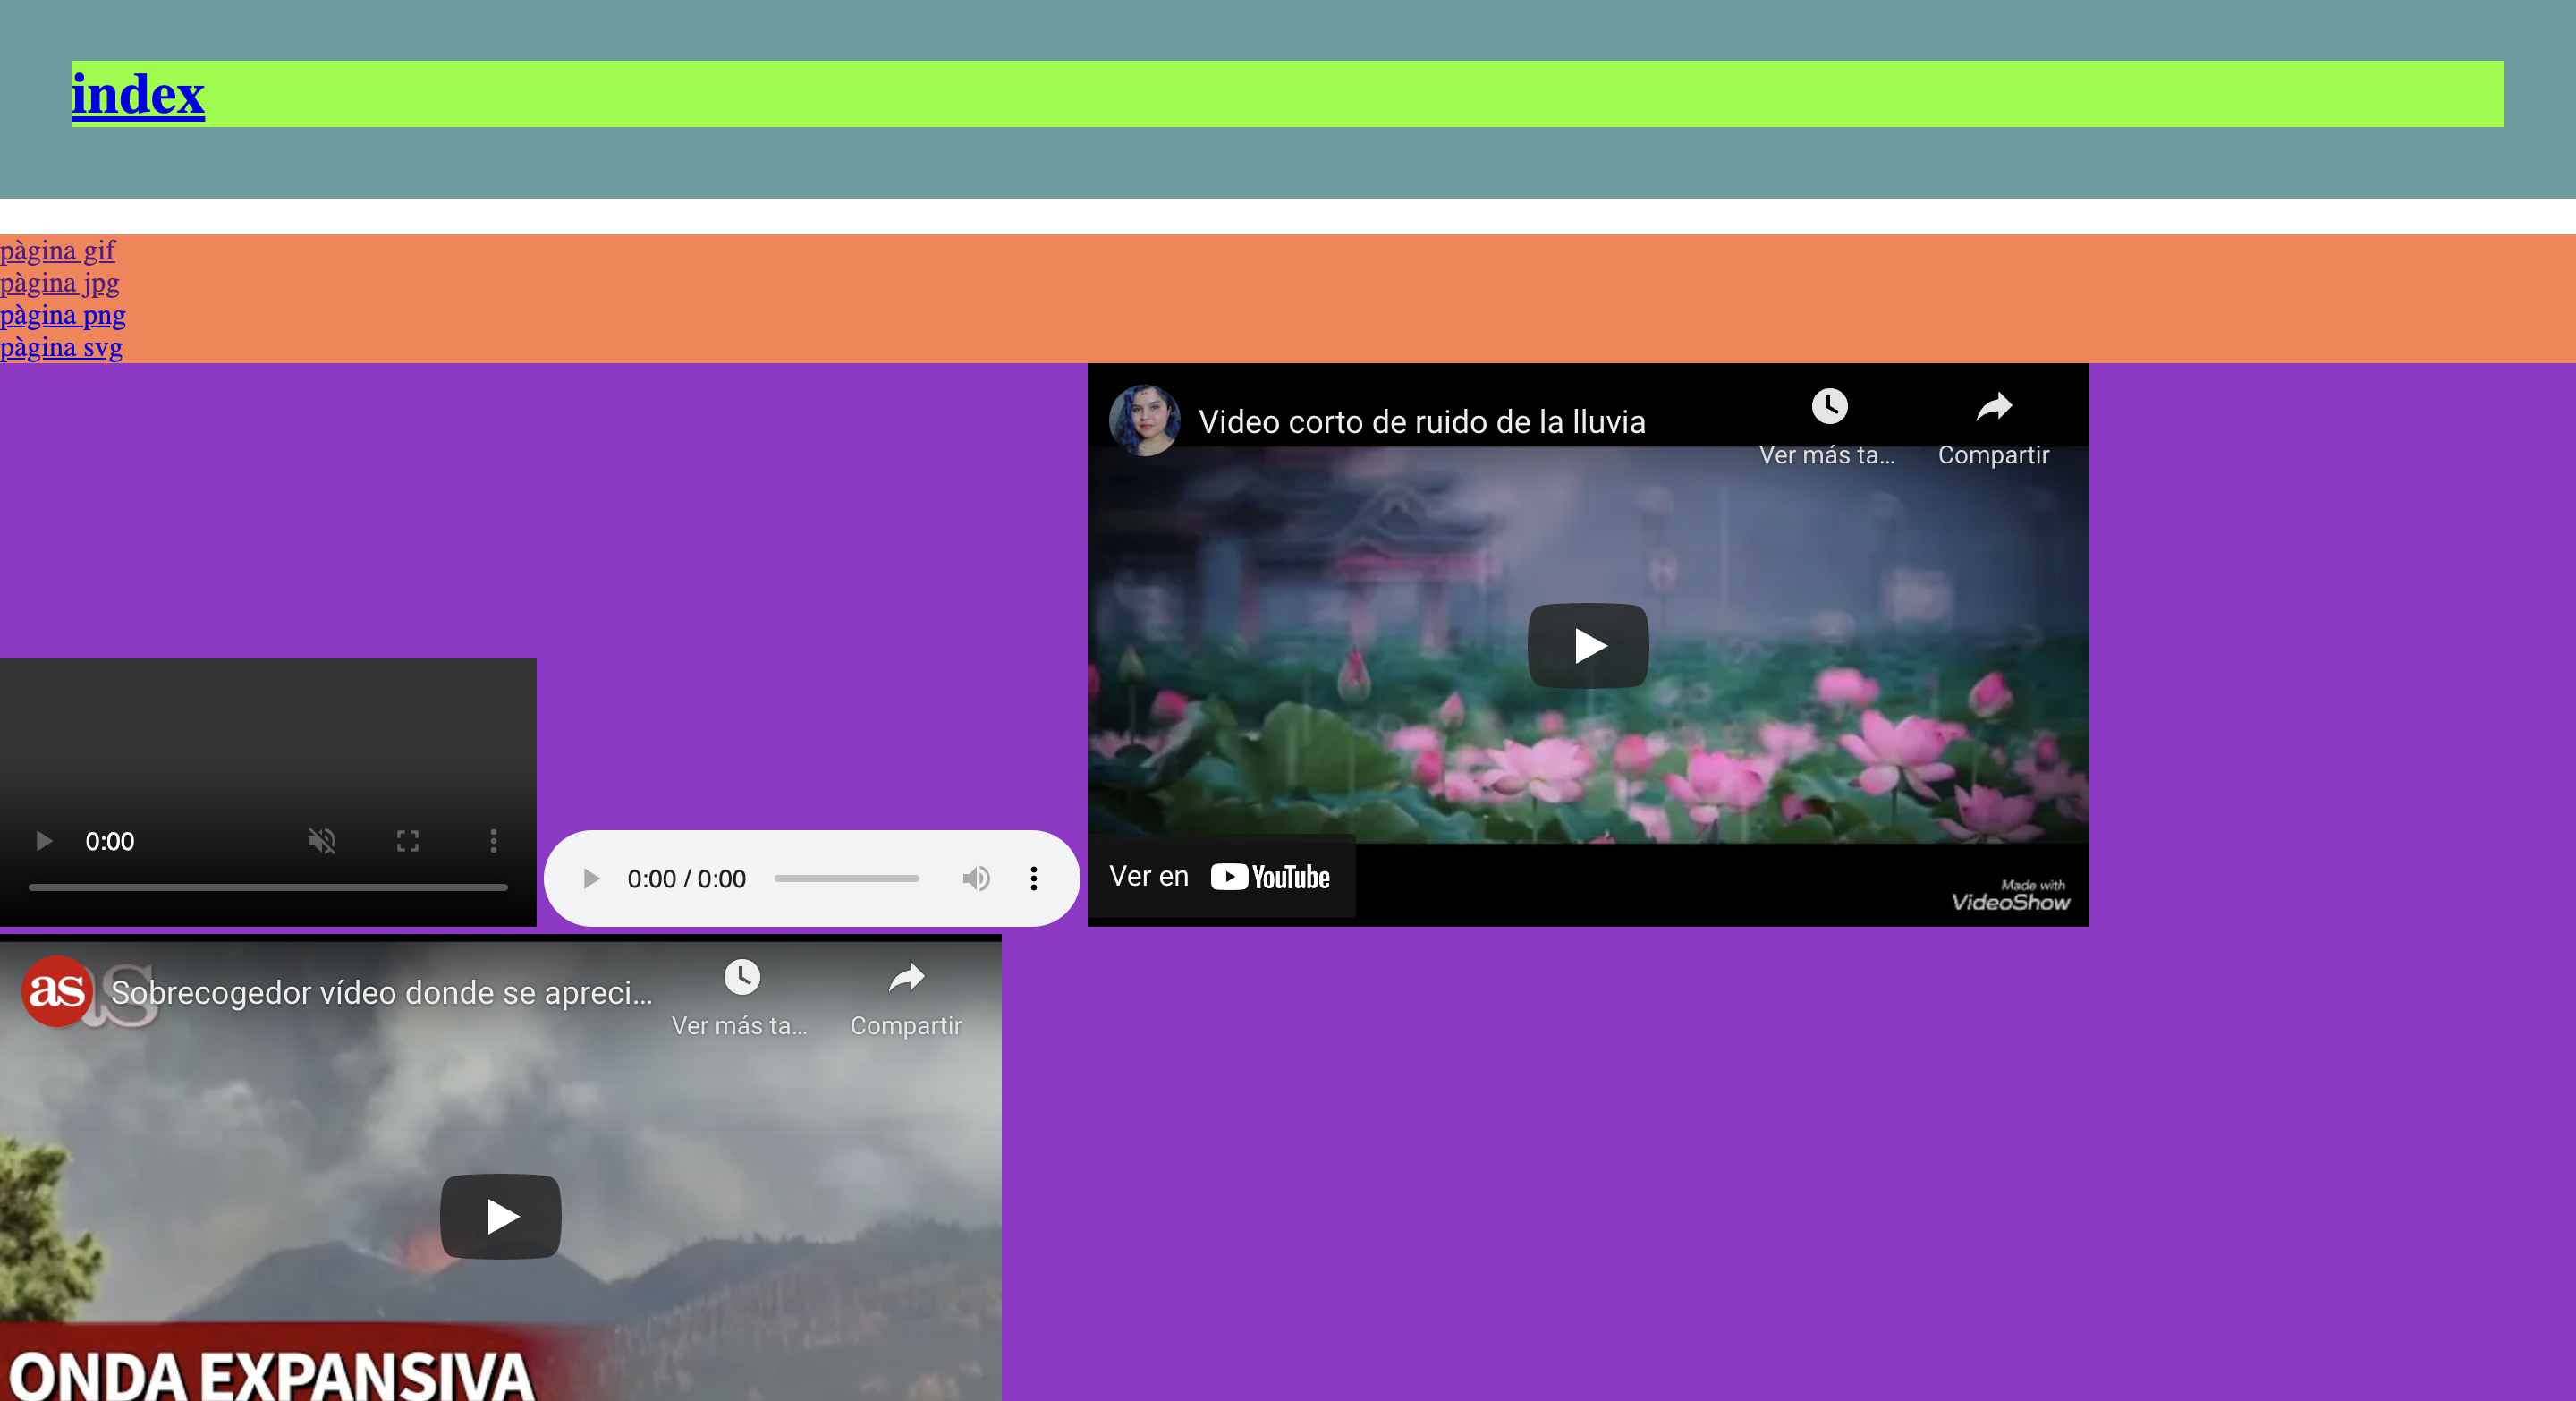 index
pàgina gif
pàgina jpg
pàgina png
pàgina svg
Video corto de ruido de la lluvia
Ver más ta...
Compartir
0:00
0:00 / 0:00
Ver en YouTube
Made with
VideoShow
as
as
Sobrecogedor vídeo donde se apreci...
Ver más ta...
Compartir
ONDA EXPANSIVA